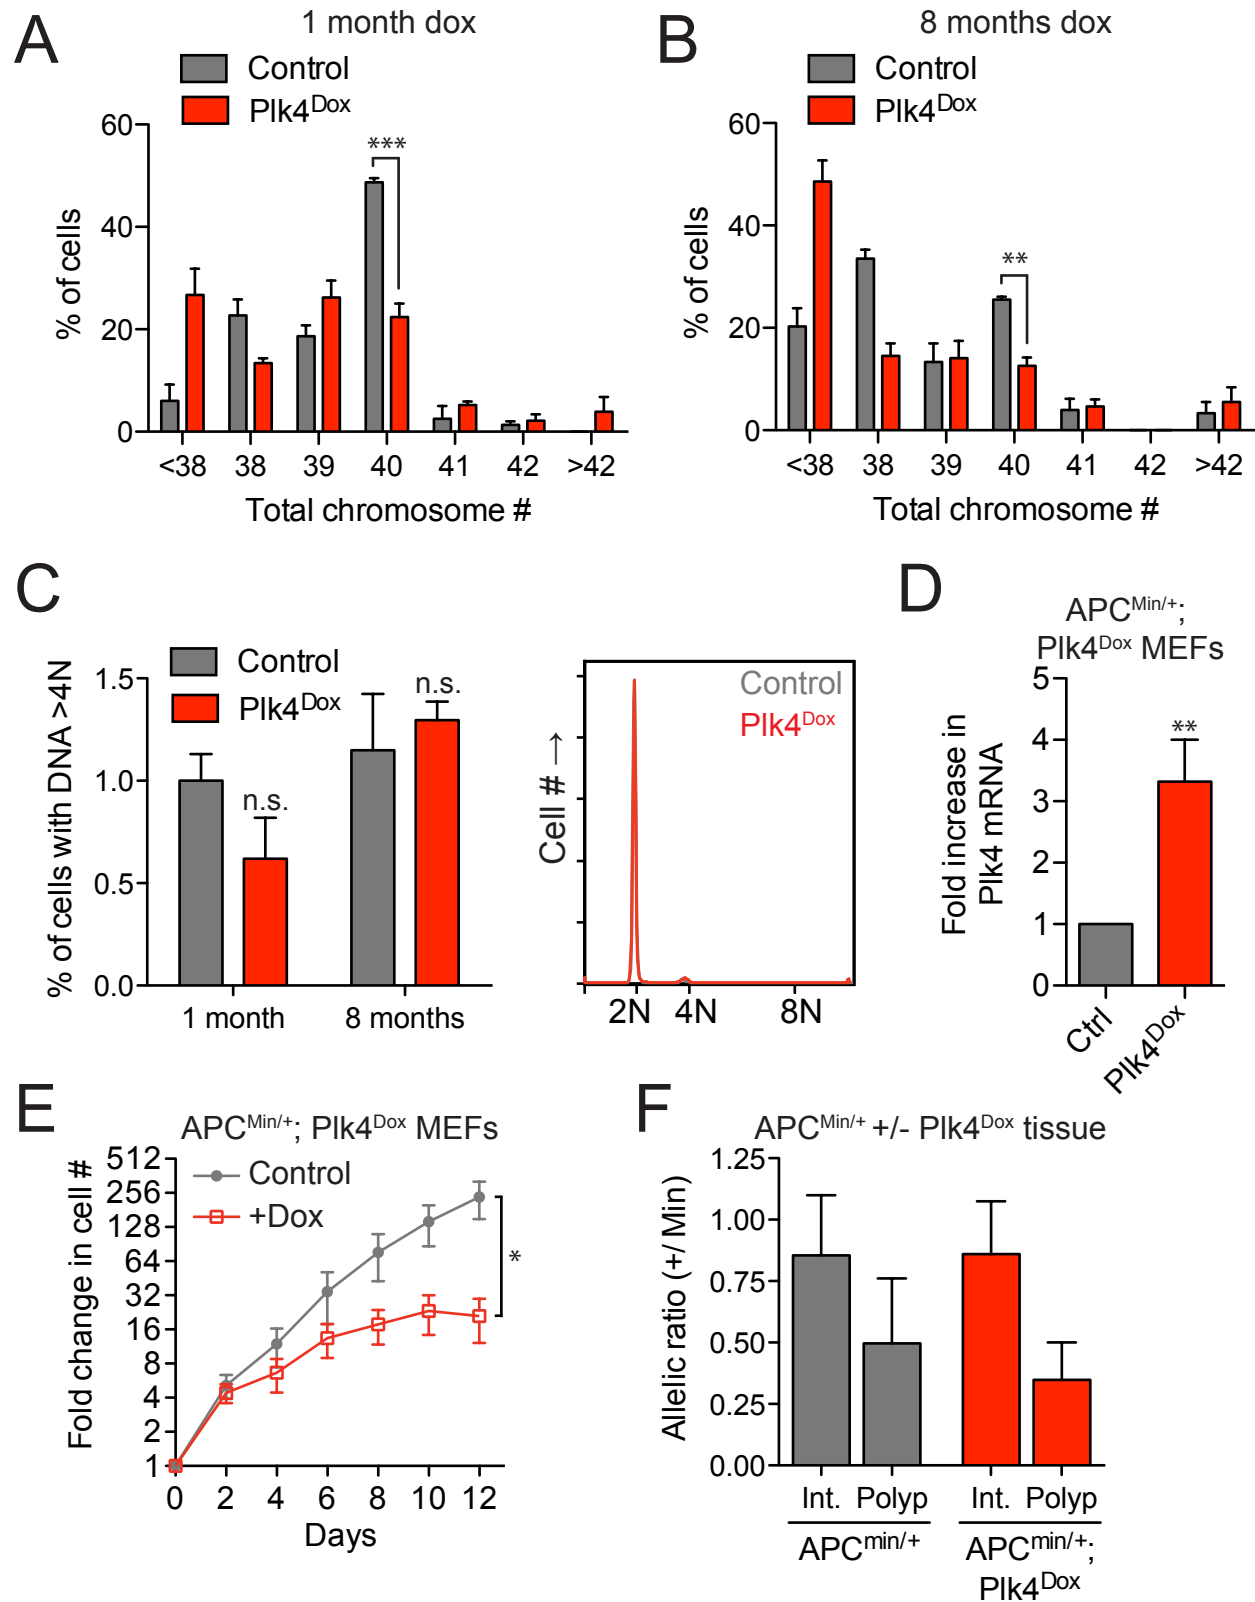 A
1 month dox
Control
Plk4Dox
% of cells
60
40
20
0
***
<38 38 39 40 41 42 >42
Total chromosome #
B
8 months dox
Control
Plk4Dox
% of cells
60
40
20
0
**
<38 38 39 40 41 42 >42
Total chromosome #
C
Control
Plk4Dox
% of cells with DNA >4N
1.5
1.0
0.5
0.0
n.s.
n.s.
1 month 8 months
Control
Plk4Dox
Cell # →
2N 4N 8N
D
APCMin/+;
Plk4Dox MEFs
Fold increase in
Plk4 mRNA
5
4
3
2
1
0
**
Ctrl
Plk4Dox
E
APCMin/+; Plk4Dox MEFs
Control
+Dox
Fold change in cell #
512
256
128
64
32
16
8
4
2
1
*
0 2 4 6 8 10 12
Days
F
APCMin/+ +/- Plk4Dox tissue
Allelic ratio (+/Min)
1.25
1.00
0.75
0.50
0.25
0.00
Int. Polyp Int. Polyp
APCmin/+ APCmin/+;
Plk4Dox